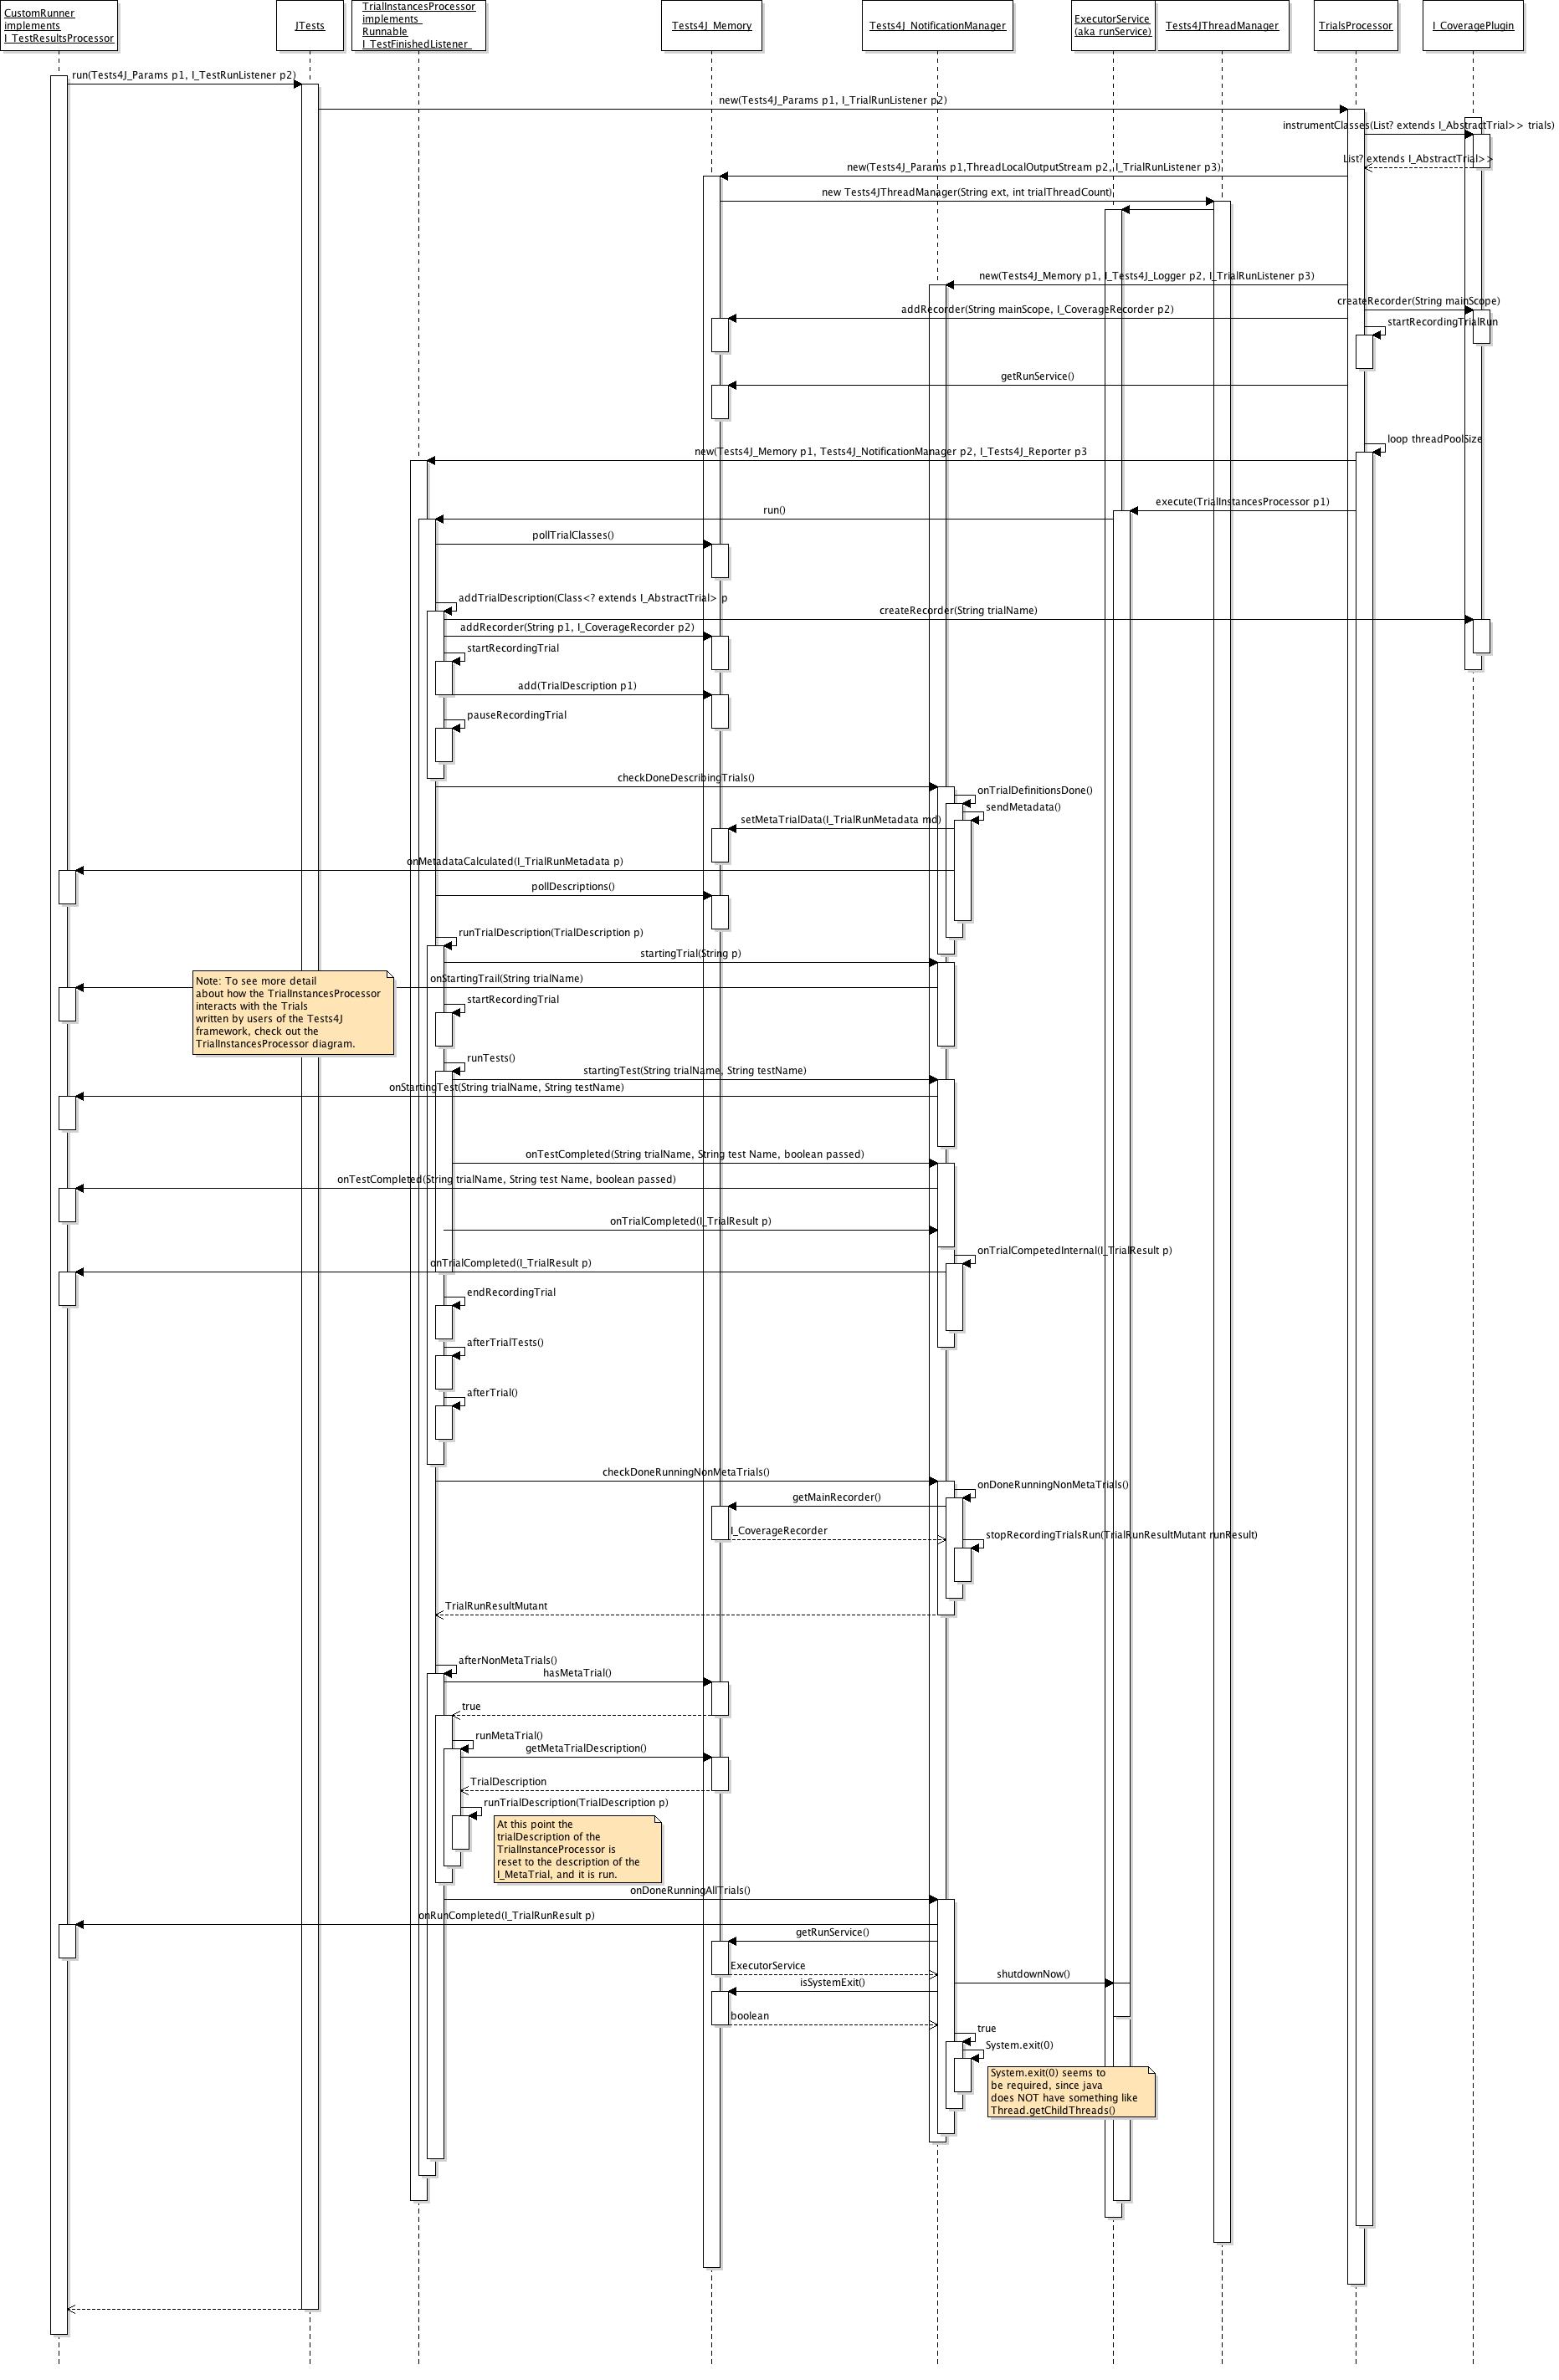 CustomRunner
implements
I_TestResultsProcessor
JTests
TrialInstancesProcessor
implements
Runnable
I_TestFinishedListener
Tests4J_Memory
Tests4J_NotificationManager
ExecutorService
(aka runService)
Tests4JThreadManager
TrialsProcessor
I_CoveragePlugin
run(Tests4J_Params p1, I_TestRunListener p2)
new(Tests4J_Params p1, I_TrialRunListener p2)
instrumentClasses(List? extends I_AbstractTrial>> trials)
List? extends I_AbstractTrial>>
new(Tests4J_Params p1,ThreadLocalOutputStream p2, I_TrialRunListener p3)
new Tests4JThreadManager(String ext, int trialThreadCount)
new(Tests4J_Memory p1, I_Tests4J_Logger p2, I_TrialRunListener p3)
createRecorder(String mainScope)
addRecorder(String mainScope, I_CoverageRecorder p2)
startRecordingTrialRun
getRunService()
loop threadPoolSize
new(Tests4J_Memory p1, Tests4J_NotificationManager p2, I_Tests4J_Reporter p3
execute(TrialInstancesProcessor p1)
run()
pollTrialClasses()
addTrialDescription(Class<? extends I_AbstractTrial> p
createRecorder(String trialName)
addRecorder(String p1, I_CoverageRecorder p2)
startRecordingTrial
add(TrialDescription p1)
pauseRecordingTrial
checkDoneDescribingTrials()
onTrialDefinitionsDone()
sendMetadata()
setMetaTrialData(I_TrialRunMetadata md)
onMetadataCalculated(I_TrialRunMetadata p)
pollDescriptions()
runTrialDescription(TrialDescription p)
startingTrial(String p)
onStartingTrail(String trialName)
Note: To see more detail
about how the TrialInstancesProcessor
interacts with the Trials
written by users of the Tests4J
framework, check out the
TrialInstancesProcessor diagram.
startRecordingTrial
runTests()
startingTest(String trialName, String testName)
onStartingTest(String trialName, String testName)
onTestCompleted(String trialName, String test Name, boolean passed)
onTestCompleted(String trialName, String test Name, boolean passed)
onTrialCompleted(I_TrialResult p)
onTrialCompetedInternal(I_TrialResult p)
onTrialCompleted(I_TrialResult p)
endRecordingTrial
afterTrialTests()
afterTrial()
checkDoneRunningNonMetaTrials()
onDoneRunningNonMetaTrials()
getMainRecorder()
I_CoverageRecorder
stopRecordingTrialsRun(TrialRunResultMutant runResult)
TrialRunResultMutant
afterNonMetaTrials()
hasMetaTrial()
true
runMetaTrial()
getMetaTrialDescription()
TrialDescription
runTrialDescription(TrialDescription p)
At this point the
trialDescription of the
TrialInstanceProcessor is
reset to the description of the
I_MetaTrial, and it is run.
onDoneRunningAllTrials()
onRunCompleted(I_TrialRunResult p)
getRunService()
ExecutorService
shutdownNow()
isSystemExit()
boolean
true
System.exit(0)
System.exit(0) seems to
be required, since java
does NOT have something like
Thread.getChildThreads()